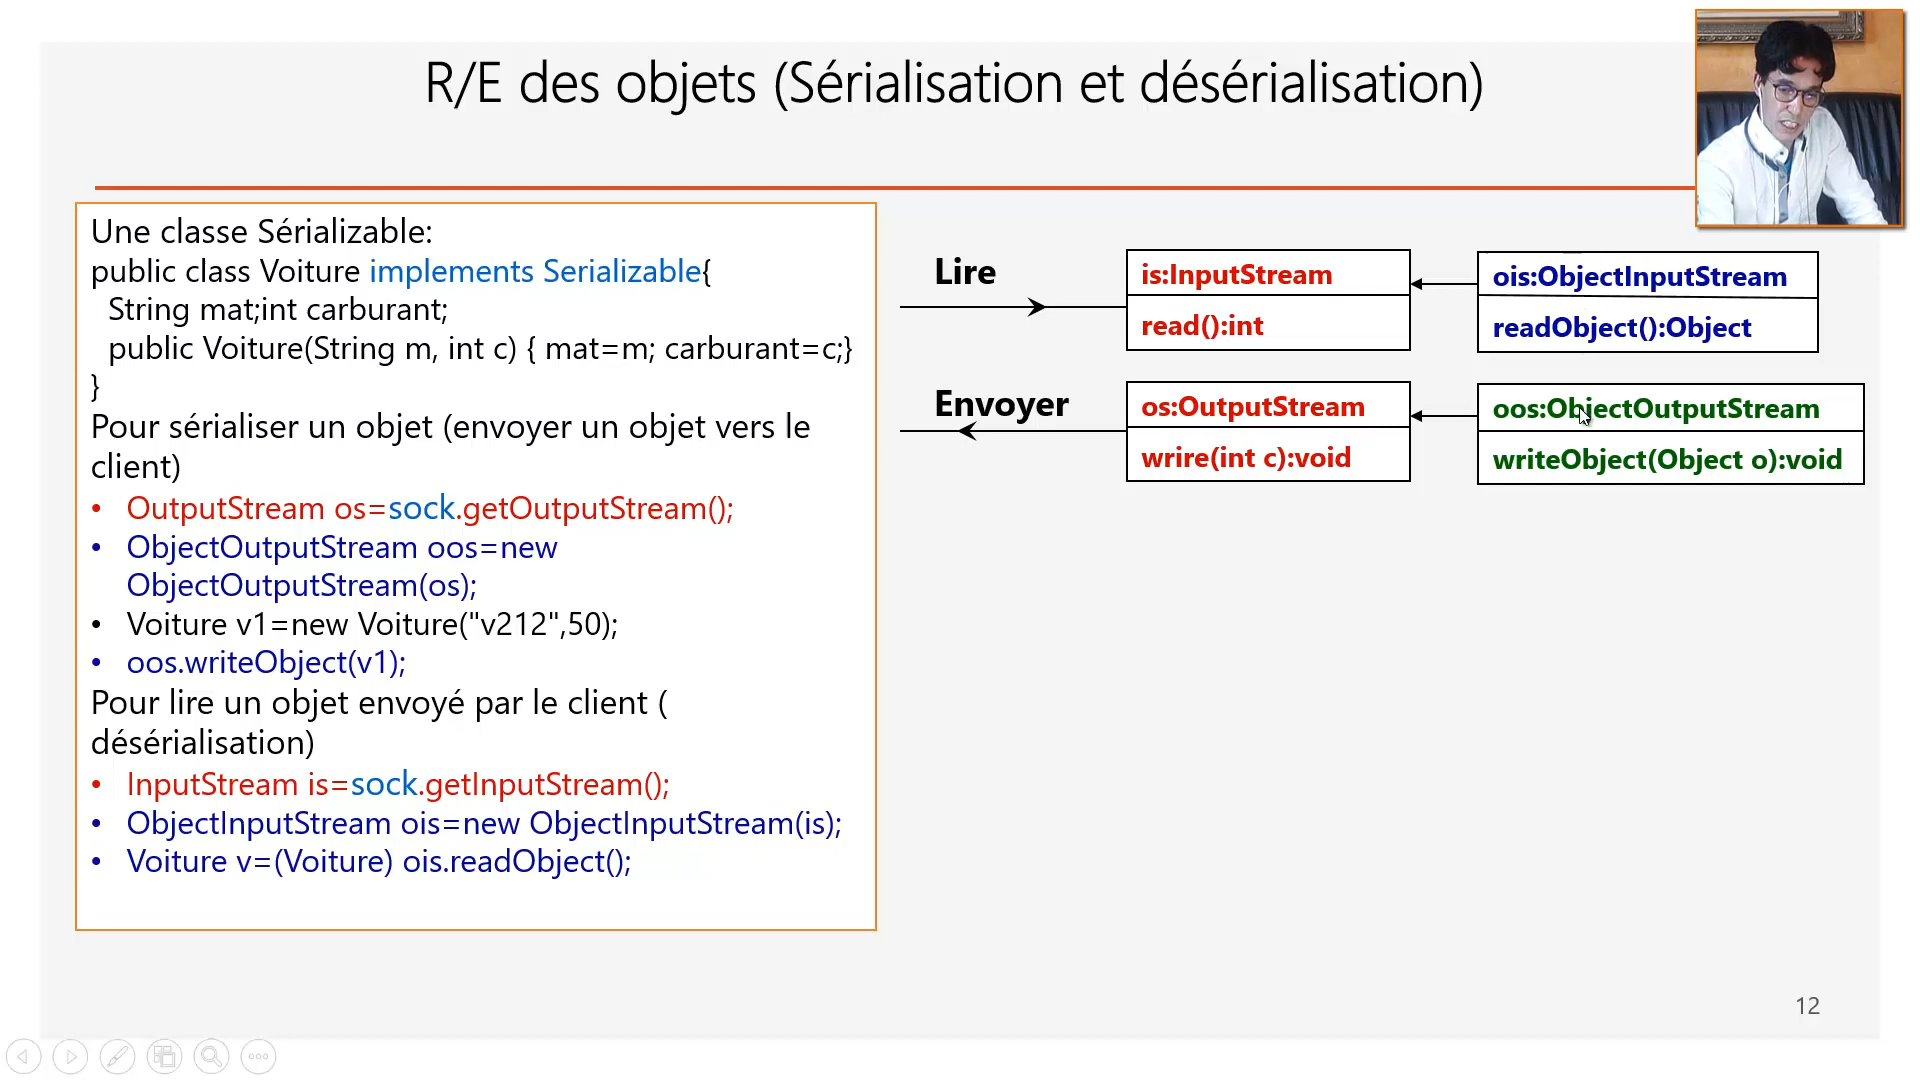 R/E des objets (Sérialisation et désérialisation)
Une classe Sérializable:
public class Voiture implements Serializable{
String mat;int carburant;
public Voiture(String m, int c) { mat=m; carburant=c;}
}
Pour sérialiser un objet (envoyer un objet vers le
client)
• OutputStream os=sock.getOutputStream();
• ObjectOutputStream oos=new
ObjectOutputStream(os);
• Voiture v1=new Voiture("v212",50);
• oos.writeObject(v1);
Pour lire un objet envoyé par le client (
désérialisation)
• InputStream is=sock.getInputStream();
• ObjectInputStream ois=new ObjectInputStream(is);
• Voiture v=(Voiture) ois.readObject();
Lire
is:InputStream
read():int
ois:ObjectInputStream
readObject():Object
Envoyer
os:OutputStream
wrire(int c):void
oos:ObjectOutputStream
writeObject(Object o):void
12